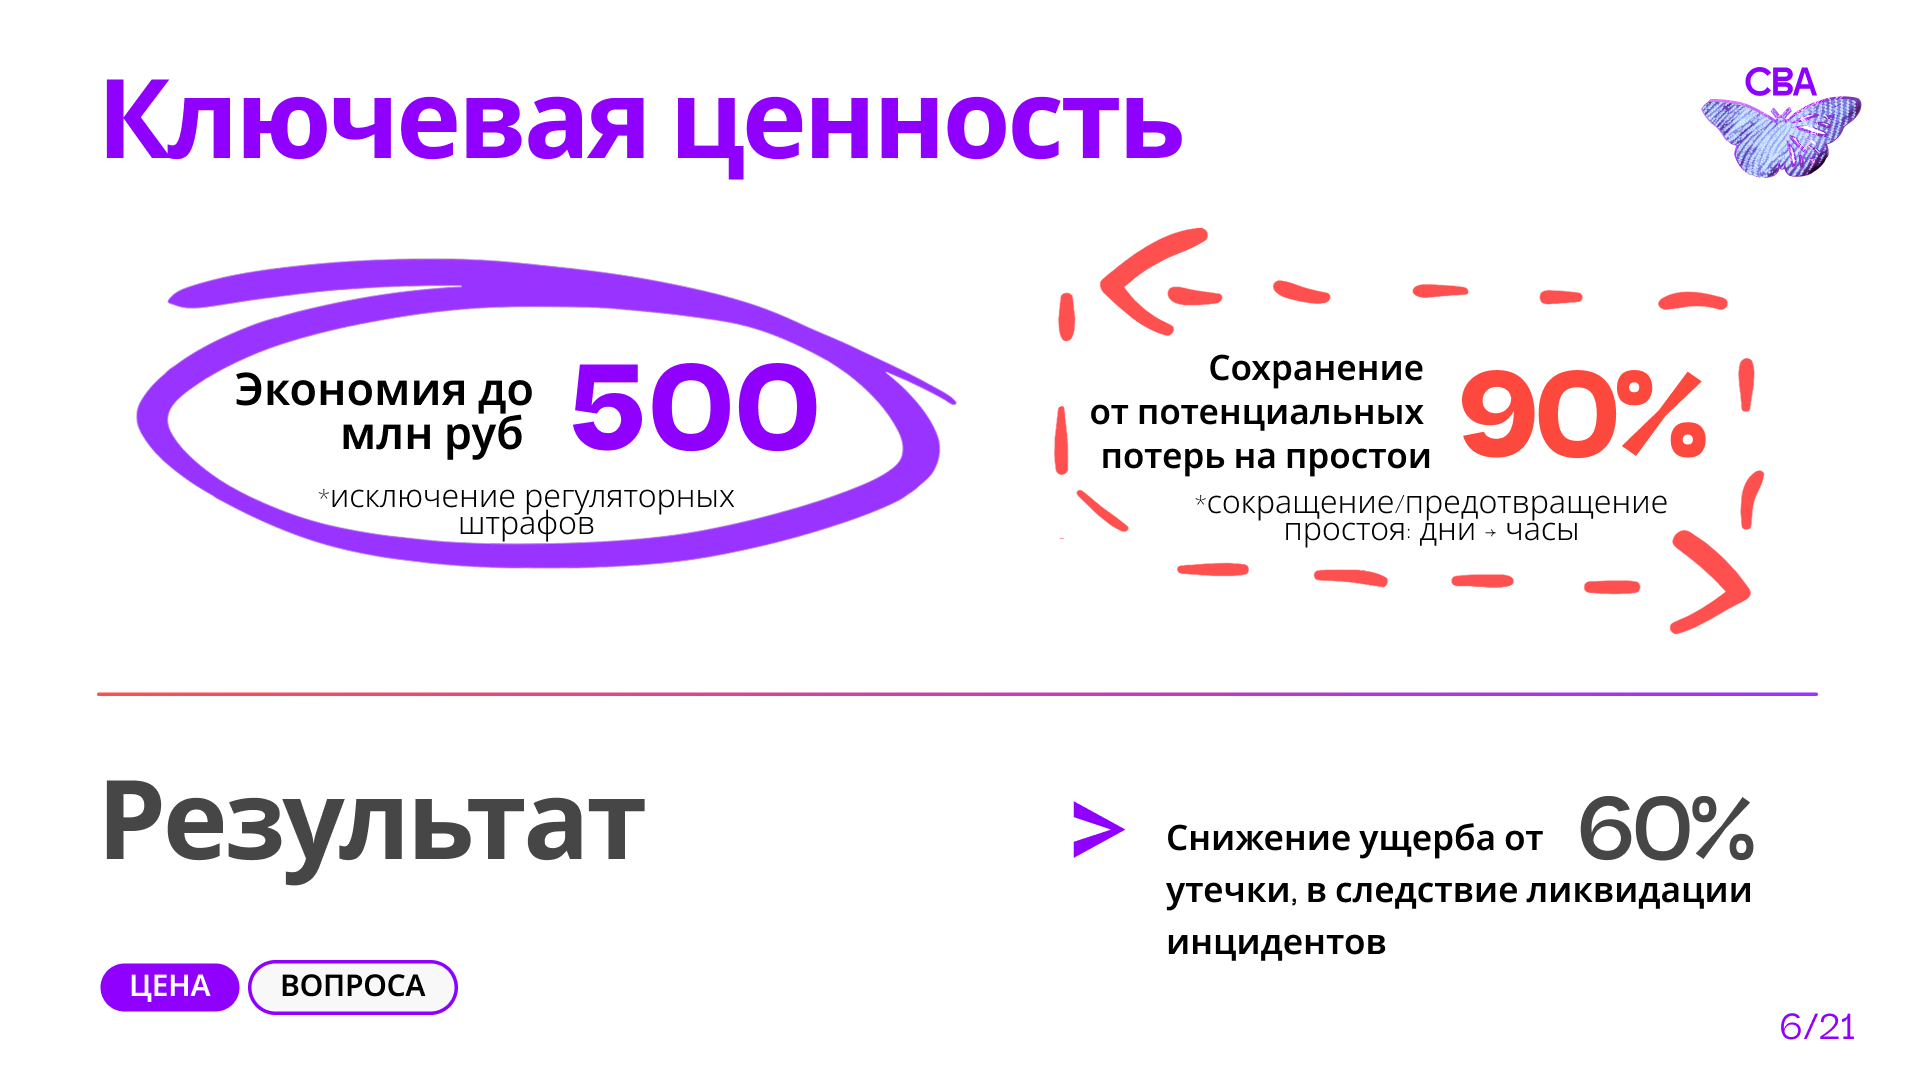 Ключевая ценность
CBA
Экономия до
млн руб
500
*исключение регуляторных
штрафов
Сохранение
от потенциальных
потерь на простои
90%
*сокращение/предотвращение
простоя: дни → часы
Результат
>
Снижение ущерба от 60%
утечки, в следствие ликвидации
инцидентов
ЦЕНА ВОПРОСА
6/21